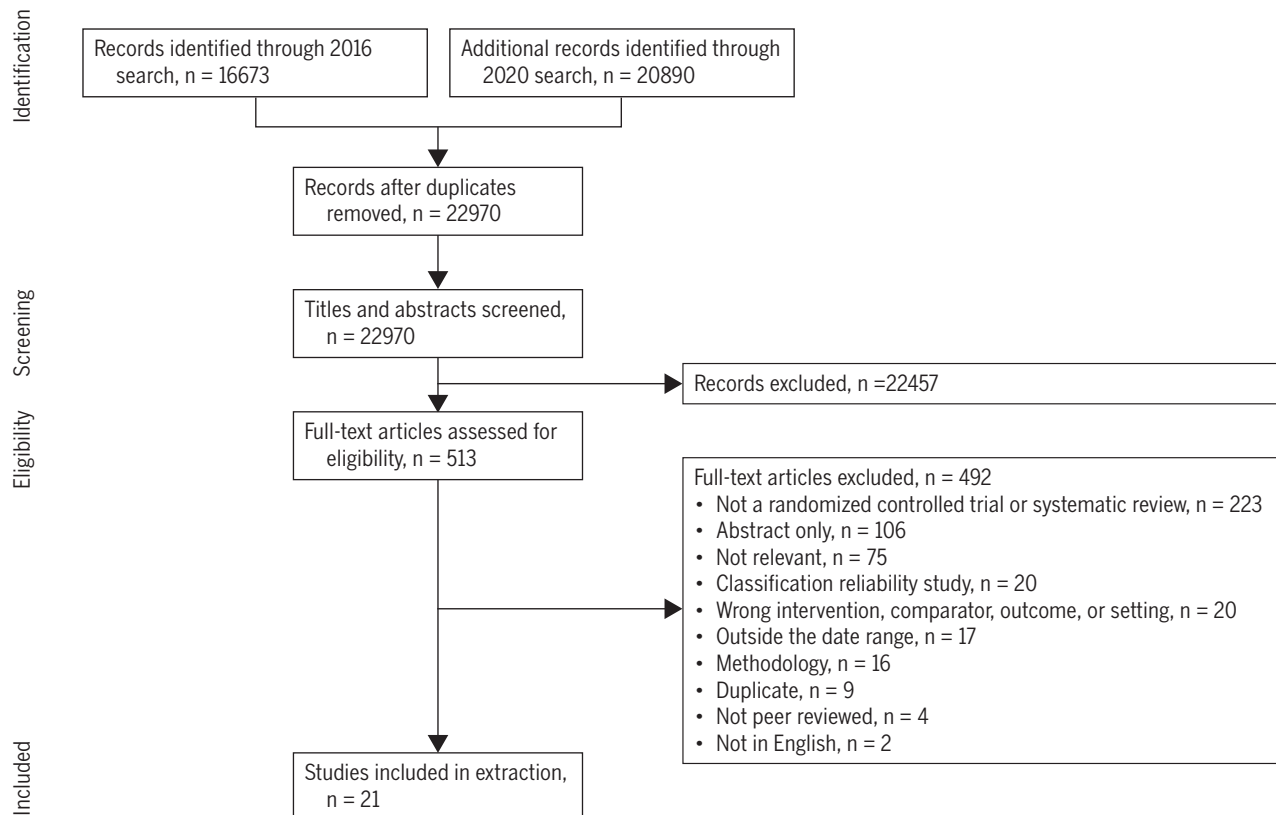 Identification
Records identified through 2016
search, n = 16673
Additional records identified through
2020 search, n = 20890
Records after duplicates
removed, n = 22970
Screening
Titles and abstracts screened,
n = 22970
Records excluded, n =22457
Eligibility
Full-text articles assessed for
eligibility, n = 513
Full-text articles excluded, n = 492
• Not a randomized controlled trial or systematic review, n = 223
• Abstract only, n = 106
• Not relevant, n = 75
• Classification reliability study, n = 20
• Wrong intervention, comparator, outcome, or setting, n = 20
• Outside the date range, n = 17
• Methodology, n = 16
• Duplicate, n = 9
• Not peer reviewed, n = 4
• Not in English, n = 2
Included
Studies included in extraction,
n = 21